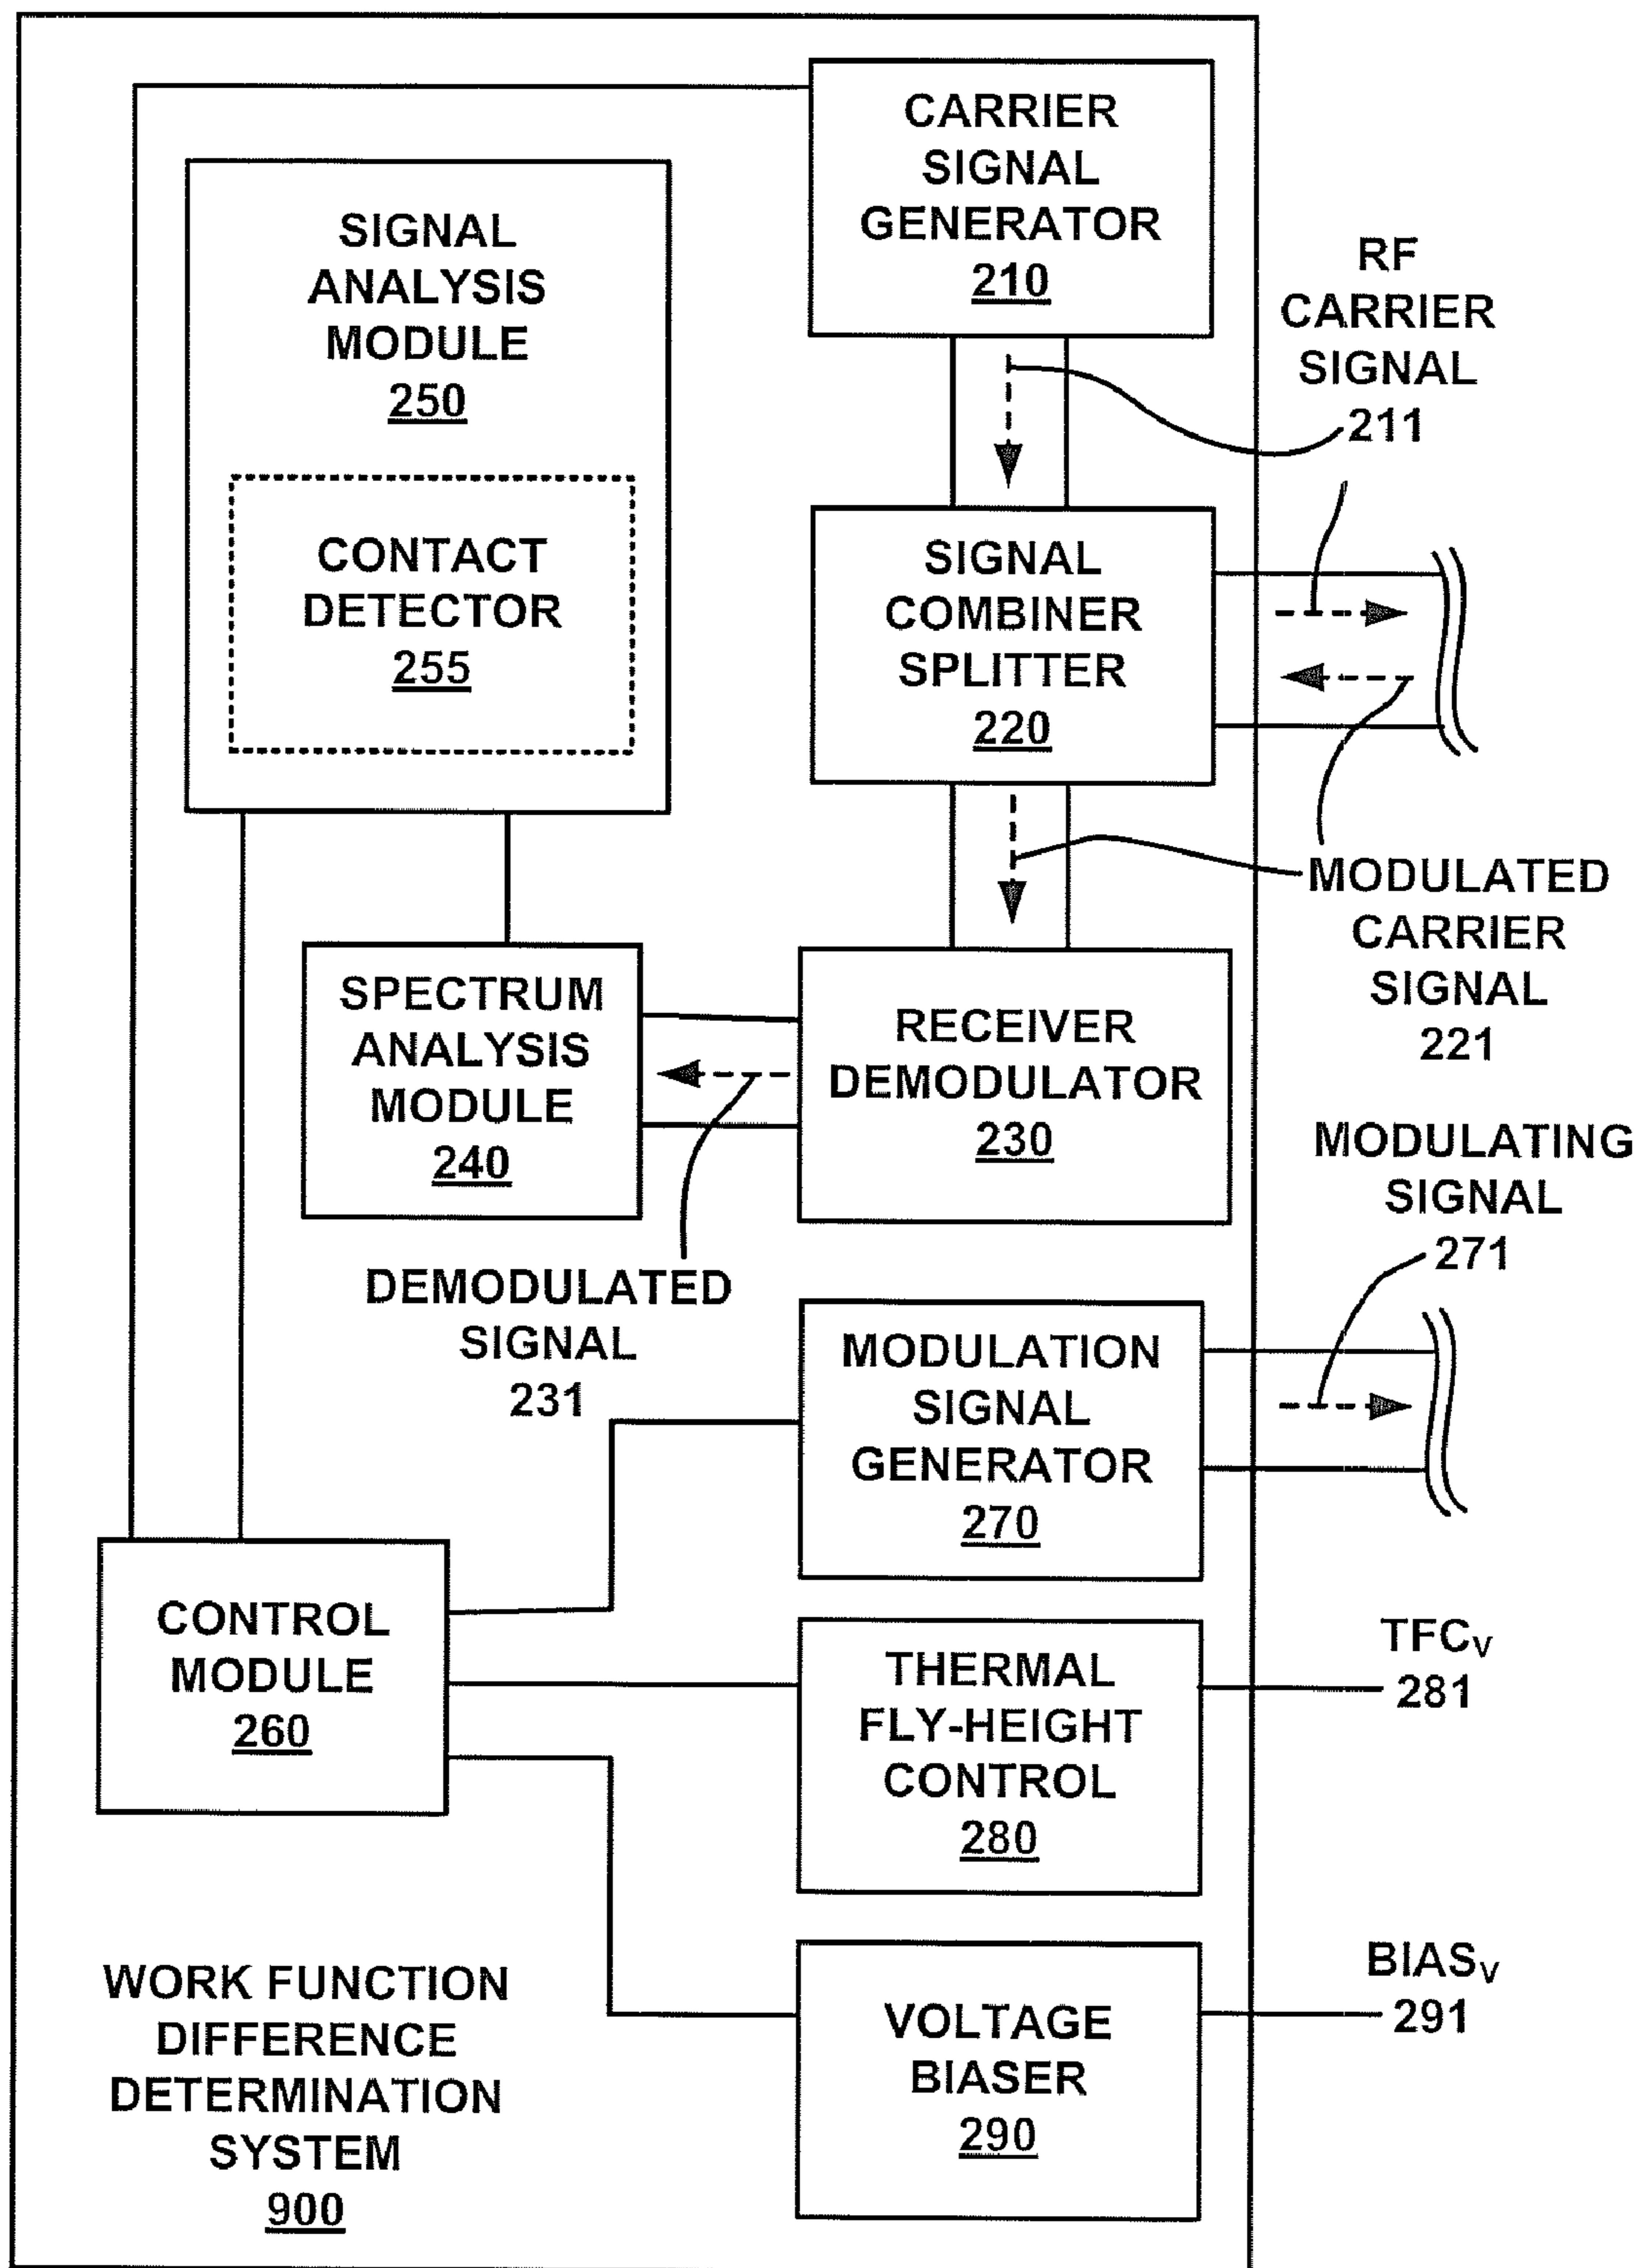 CARRIER
SIGNAL
GENERATOR
210
SIGNAL
ANALYSIS
MODULE
250
RF
CARRIER
SIGNAL
211
CONTACT
DETECTOR
255
SIGNAL
COMBINER
SPLITTER
220
MODULATED
CARRIER
SIGNAL
221
SPECTRUM
ANALYSIS
MODULE
240
RECEIVER
DEMODULATOR
230
MODULATING
SIGNAL
271
DEMODULATED
SIGNAL
231
MODULATION
SIGNAL
GENERATOR
270
CONTROL
MODULE
260
THERMAL
FLY-HEIGHT
CONTROL
280
TFCV
281
WORK FUNCTION
DIFFERENCE
DETERMINATION
SYSTEM
900
VOLTAGE
BIASER
290
BIASV
291